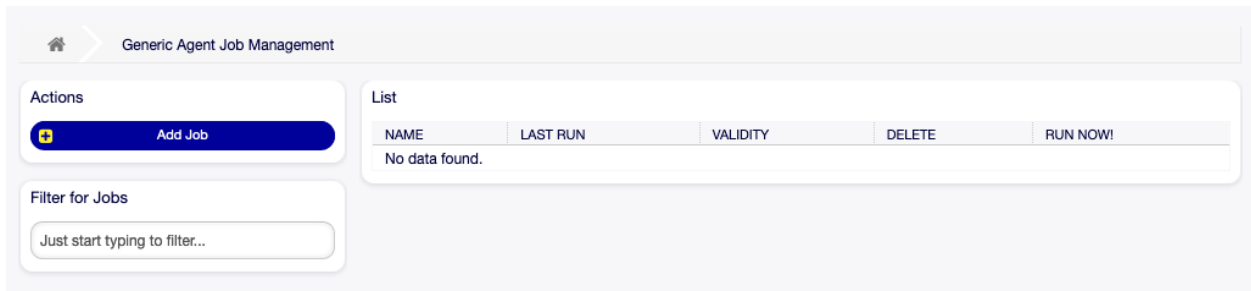 Generic Agent Job Management
Actions
Add Job
Filter for Jobs
Just start typing to filter...
List
NAME LAST RUN VALIDITY DELETE RUN NOW!
No data found.